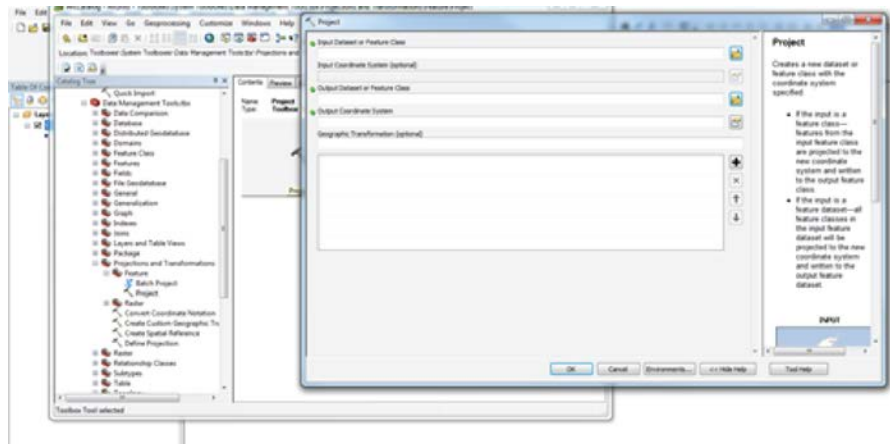 File Edit View Go Geoprocessing Customize Windows Help
Location: Toolboxes\System Toolboxes\Data Management Tools.tbx\Projections and
Catalog Tree
Quick Import
Data Management Tools.tbx
Data Comparison
Database
Distributed Geodatabase
Domains
Feature Class
Features
Fields
File Geodatabase
General
Generalization
Graph
Indexes
Joins
Layers and Table Views
Package
Projections and Transformations
Feature
Batch Project
Project
Raster
Convert Coordinate Notation
Create Custom Geographic Tr
Create Spatial Reference
Define Projection
Raster
Relationship Classes
Subtypes
Table
Toolbox Tool selected
Contents Preview
Name: Project
Type: Toolbox
Project
Input Dataset or Feature Class
Input Coordinate System (optional)
Output Dataset or Feature Class
Output Coordinate System
Geographic Transformation (optional)
OK Cancel Environments... << Hide Help Tool Help
Project
Creates a new dataset or
feature class with the
coordinate system
specified.
• If the input is a
feature class—
features from the
input feature class
are projected to the
new coordinate
system and written
to the output feature
class.
• If the input is a
feature dataset—all
feature classes in
the input feature
dataset will be
projected to the new
coordinate system
and written to the
output feature
dataset.
INPUT